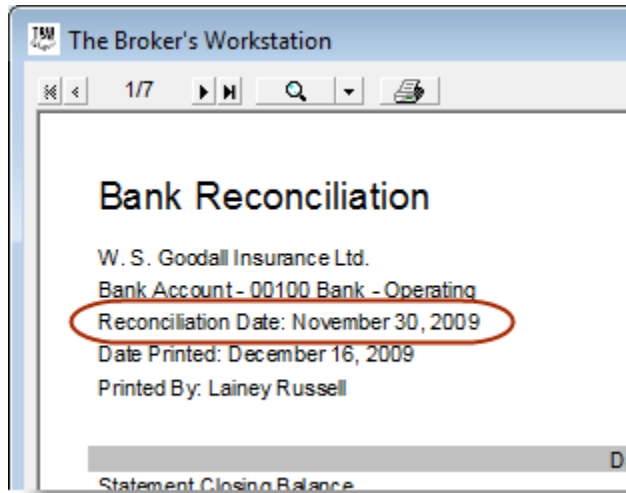 TBW The Broker's Workstation
1/7
Bank Reconciliation
W. S. Goodall Insurance Ltd.
Bank Account - 00100 Bank - Operating
Reconciliation Date: November 30, 2009
Date Printed: December 16, 2009
Printed By: Lainey Russell
D
Statement Closing Balance